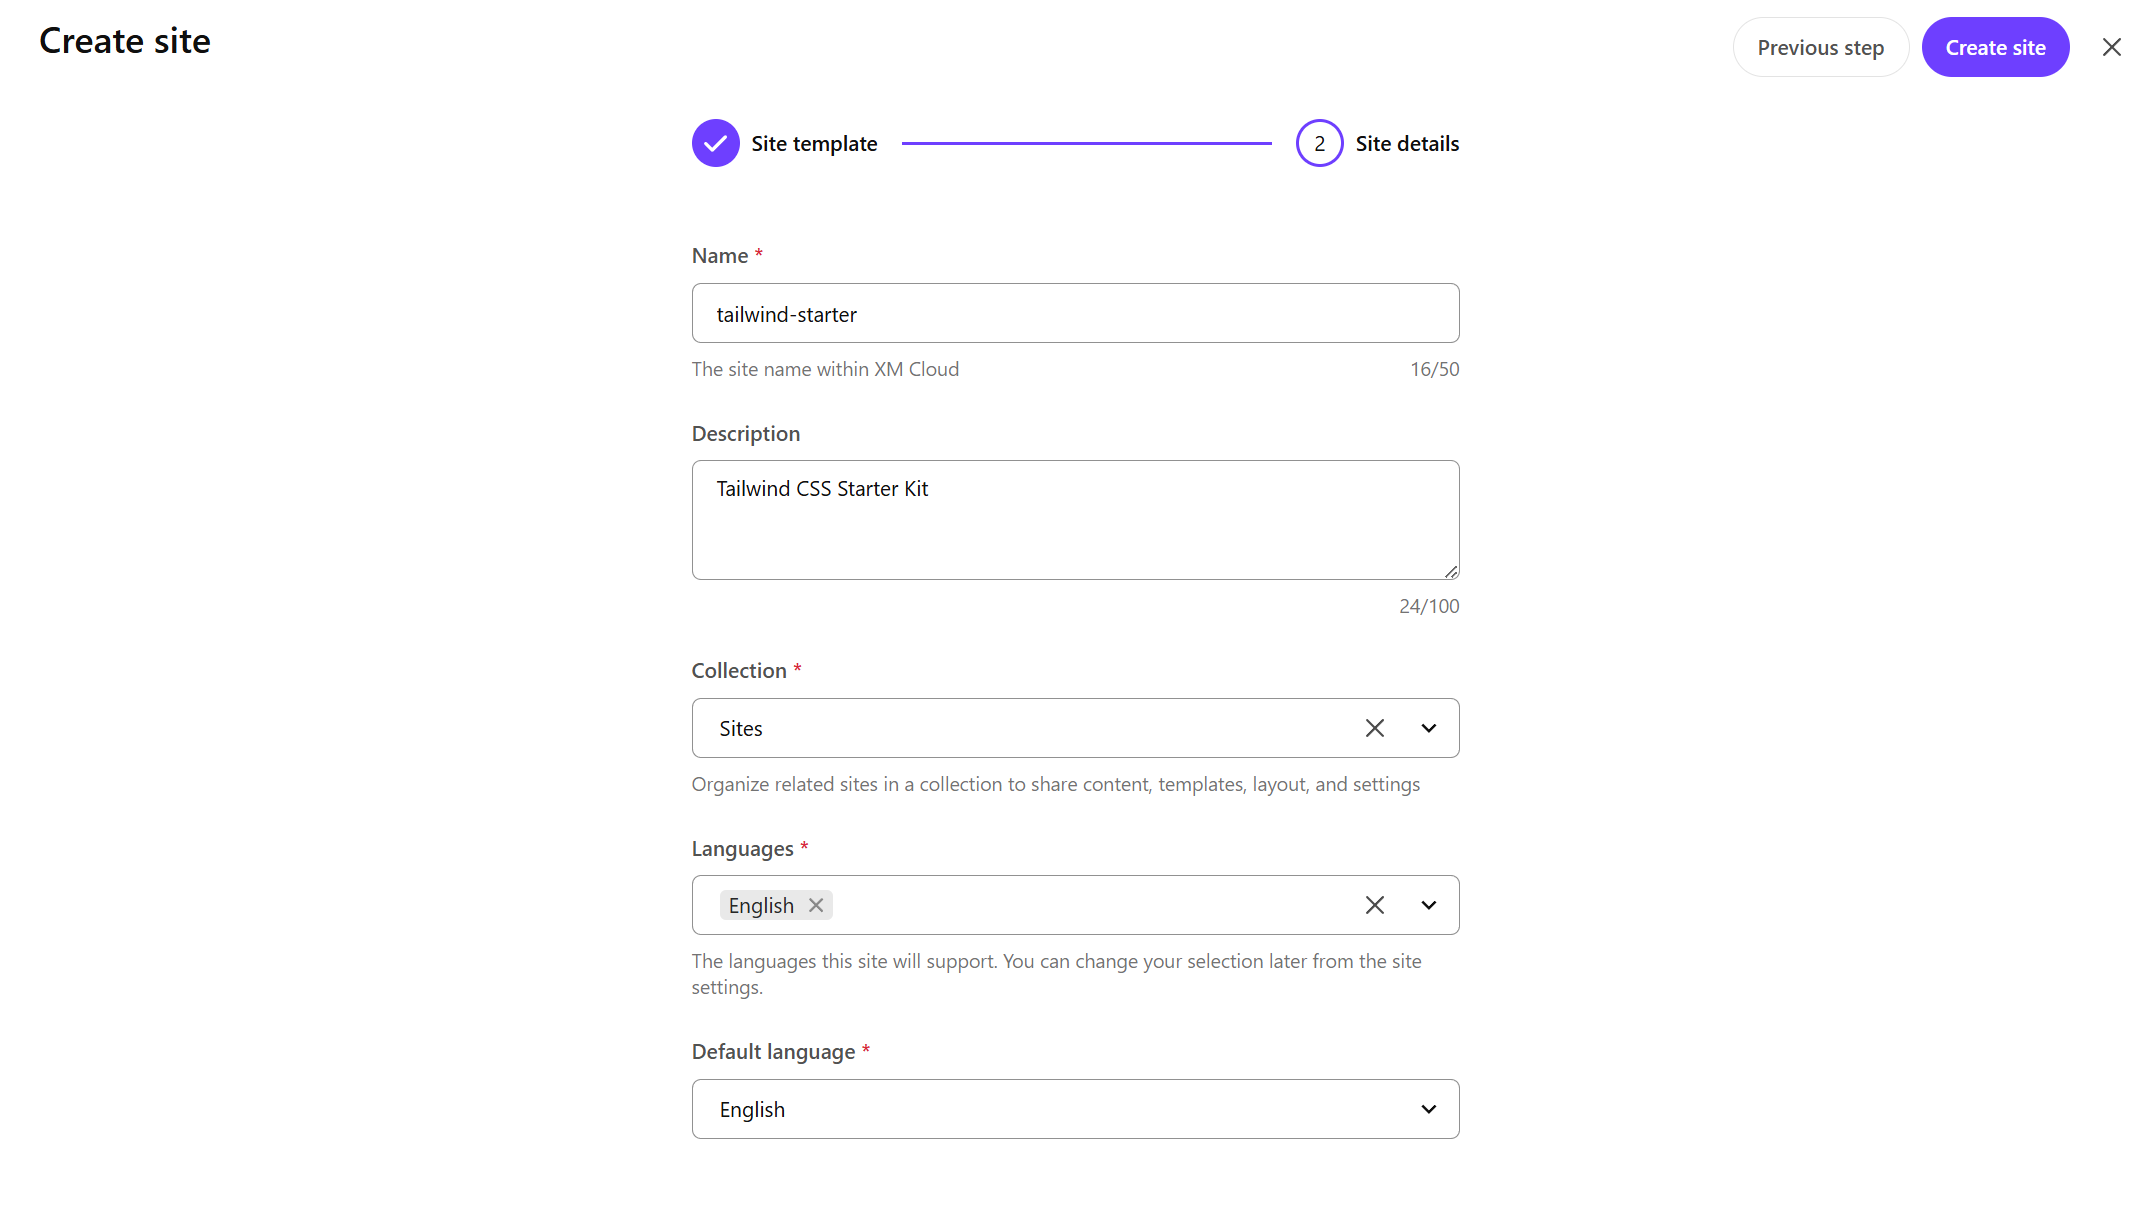 Create site
Previous step
Create site
Site template
2
Site details
Name *
tailwind-starter
The site name within XM Cloud
16/50
Description
Tailwind CSS Starter Kit
24/100
Collection *
Sites
Organize related sites in a collection to share content, templates, layout, and settings
Languages *
English
The languages this site will support. You can change your selection later from the site
settings.
Default language *
English